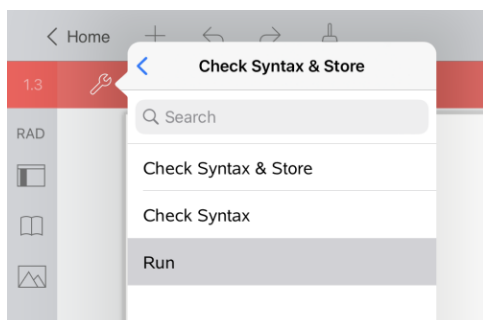 Home
Check Syntax & Store
1.3
Search
RAD
Check Syntax & Store
Check Syntax
Run